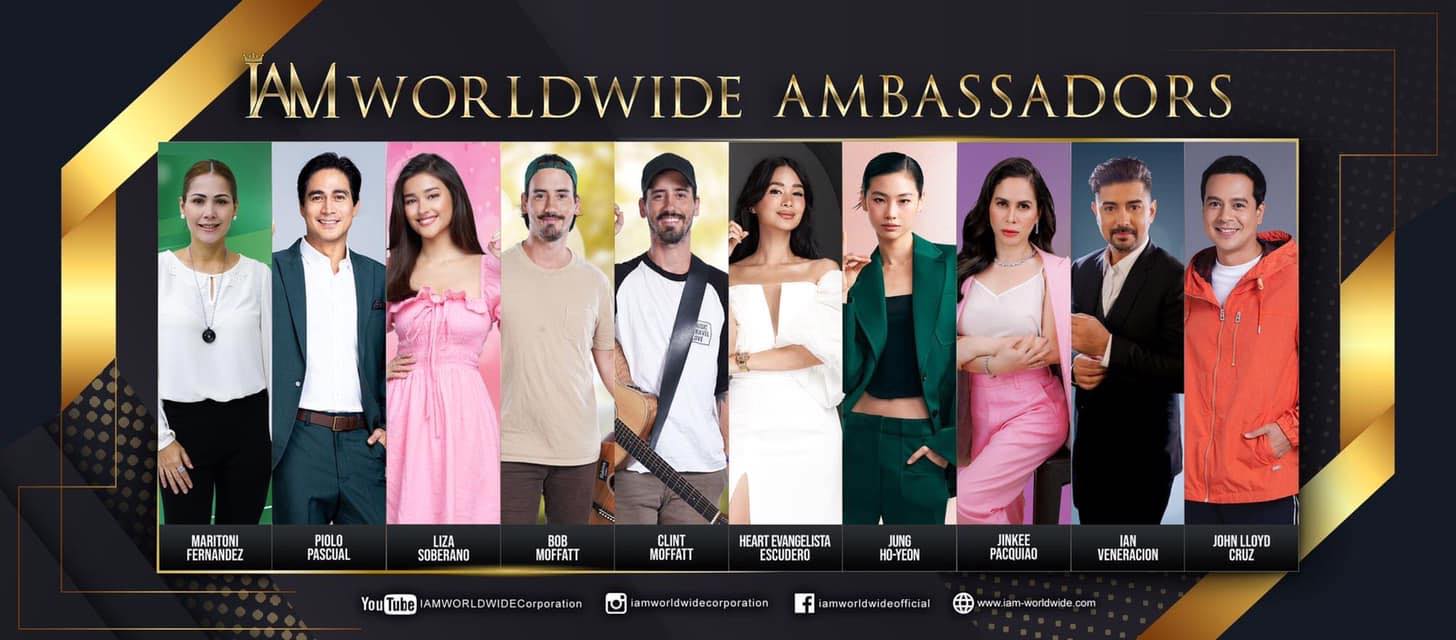 IAM WORLDWIDE AMBASSADORS
MARITONI
FERNANDEZ
PIOLO
PASCUAL
LIZA
SOBERANO
BOB
MOFFATT
CLINT
MOFFATT
HEART EVANGELISTA
ESCUDERO
JUNG
HO-YEON
JINKEE
PACQUIAO
IAN
VENERACION
JOHN LLOYD
CRUZ
YouTube IAMWORLDWIDECorporation
iamworldwidecorporation
iamworldwideofficial
www.iam-worldwide.com